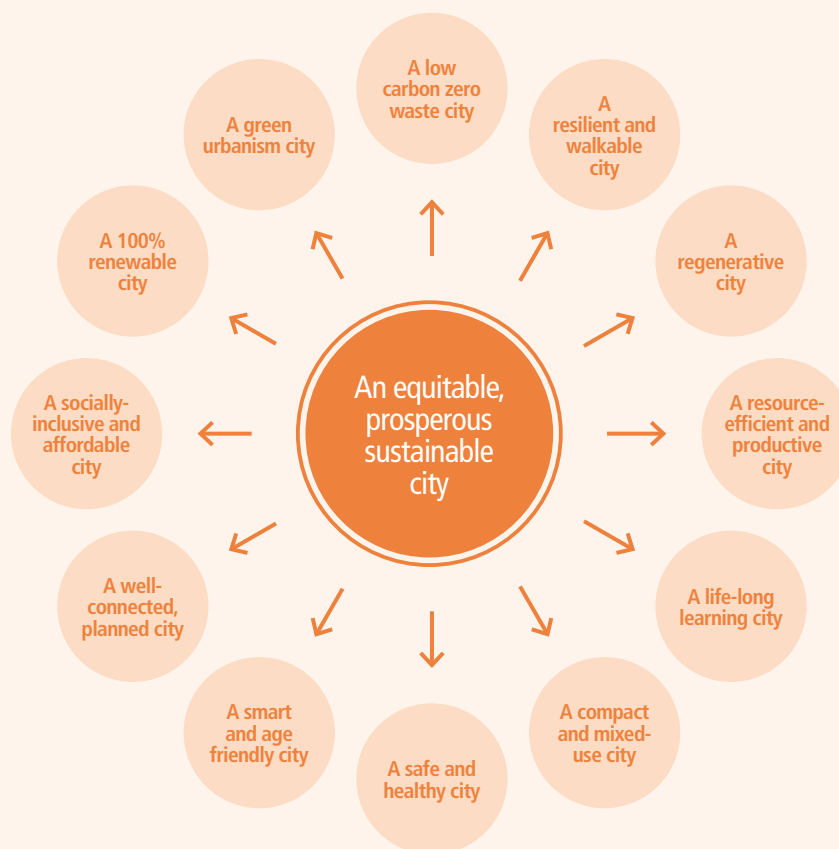 A low
carbon zero
waste city
A
resilient and
walkable
city
A
regenerative
city
A resource-
efficient and
productive
city
A life-long
learning city
A compact
and mixed-
use city
A safe and
healthy city
A smart
and age
friendly city
A well-
connected,
planned city
A socially-
inclusive and
affordable
city
A 100%
renewable
city
A green
urbanism city
An equitable,
prosperous
sustainable
city